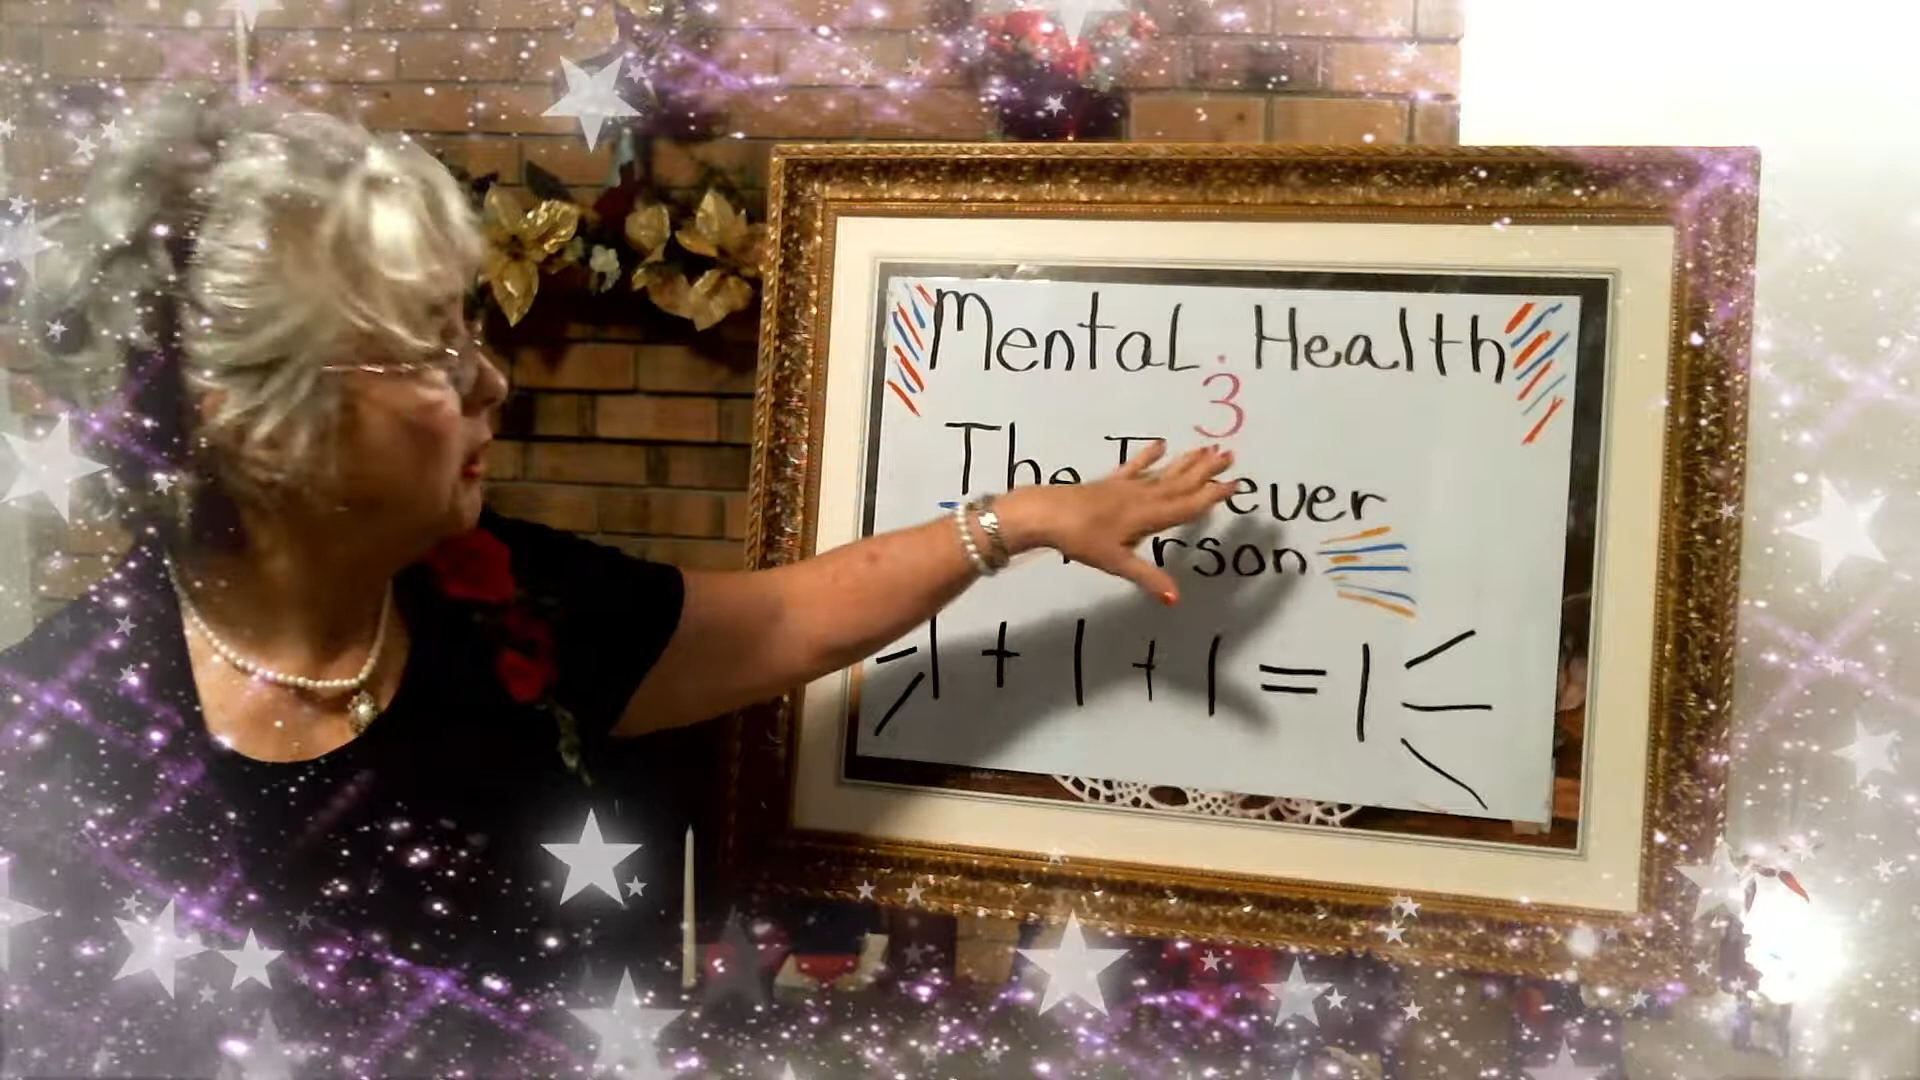 Mental Health
3
The ever
rson
1 + 1 + 1 = 1